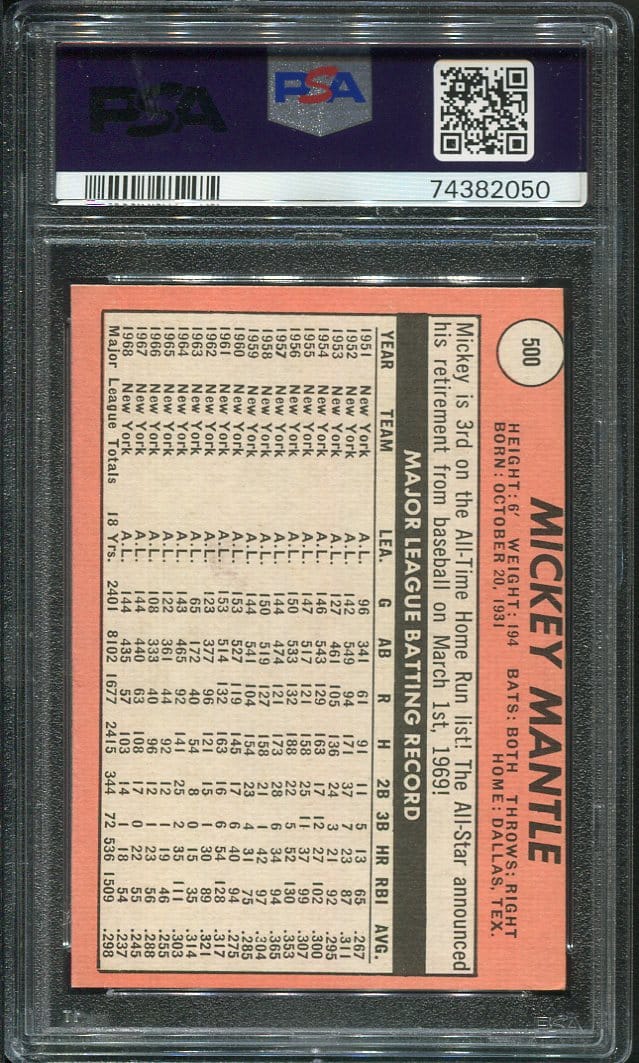 PSA
PSA
74382050
500
MICKEY MANTLE
HEIGHT: 6' WEIGHT: 194 BATS: BOTH THROWS: RIGHT
BORN: OCTOBER 20, 1931 HOME: DALLAS, TEX.
Mickey is 3rd on the All-Time Home Run list! The All-Star announced
his retirement from baseball on March 1st, 1969!
MAJOR LEAGUE BATTING RECORD
YEAR TEAM LEA. G AB R H 2B 3B HR RBI AVG.
1951 New York A.L. 96 341 61 91 11 5 13 65 .267
1952 New York A.L. 142 549 94 171 37 7 23 87 .311
1953 New York A.L. 127 461 105 136 24 3 21 92 .295
1954 New York A.L. 146 543 129 163 17 12 27 102 .300
1955 New York A.L. 147 517 121 158 25 11 37 99 .307
1956 New York A.L. 150 533 132 188 22 5 52 130 .353
1957 New York A.L. 144 474 121 173 28 6 34 94 .365
1958 New York A.L. 150 519 127 158 21 1 42 97 .304
1959 New York A.L. 144 541 104 154 23 4 31 75 .285
1960 New York A.L. 153 527 119 145 17 6 40 94 .275
1961 New York A.L. 153 514 132 163 16 6 54 128 .317
1962 New York A.L. 123 377 96 121 15 1 30 89 .321
1963 New York A.L. 65 172 40 54 8 0 15 35 .314
1964 New York A.L. 143 465 92 141 25 2 35 111 .303
1965 New York A.L. 122 361 44 92 12 1 19 46 .255
1966 New York A.L. 108 333 40 96 12 1 23 56 .288
1967 New York A.L. 144 440 63 108 17 0 22 55 .245
1968 New York A.L. 144 435 57 103 14 1 18 54 .237
Major League Totals 18 Yrs. 2401 8102 1677 2415 344 72 536 1509 .298
PSA